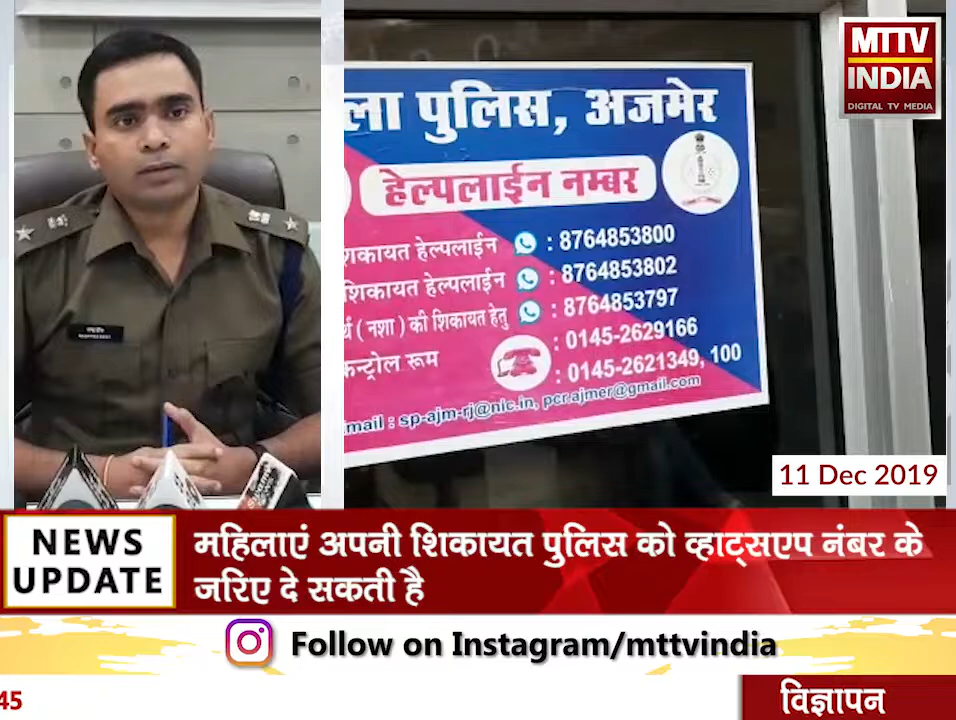 MTTV
INDIA
DIGITAL TV MEDIA
ला पुलिस, अजमेर
हेल्पलाईन नम्बर
शिकायत हेल्पलाईन : 8764853800
शिकायत हेल्पलाईन : 8764853802
र्थ ( नशा ) की शिकायत हेतु : 8764853797
कन्ट्रोल रूम : 0145-2629166
: 0145-2621349, 100
mail : sp-ajm-rj@nic.in, pcr.ajmer@gmail.com
11 Dec 2019
NEWS
UPDATE
महिलाएं अपनी शिकायत पुलिस को व्हाट्सएप नंबर के
जरिए दे सकती है
Follow on Instagram/mttvindia
45
विज्ञापन